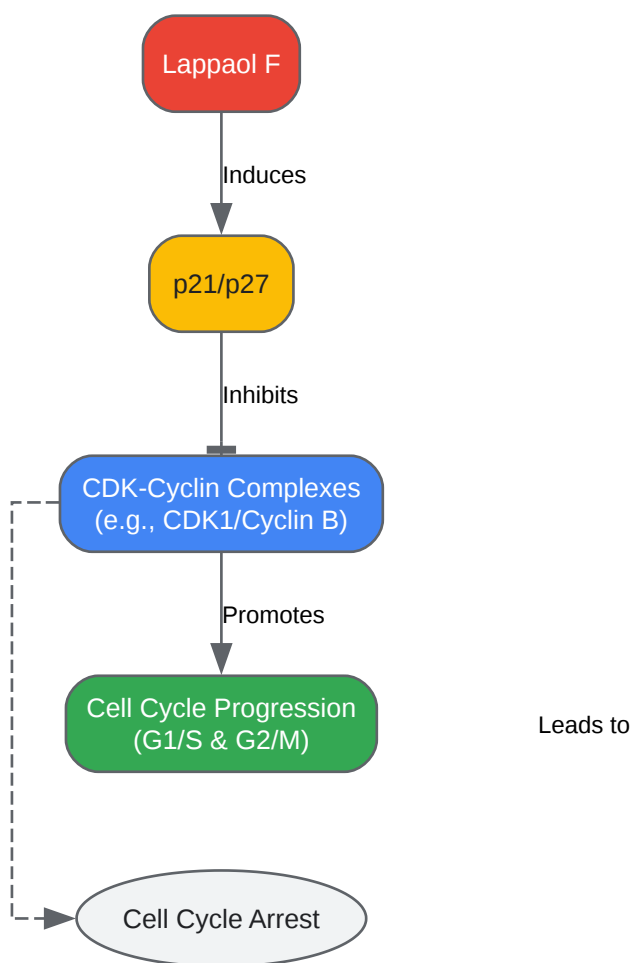 Lappaol F
Induces
p21/p27
Inhibits
CDK-Cyclin Complexes
(e.g., CDK1/Cyclin B)
Promotes
Cell Cycle Progression
(G1/S & G2/M)
Leads to
Cell Cycle Arrest